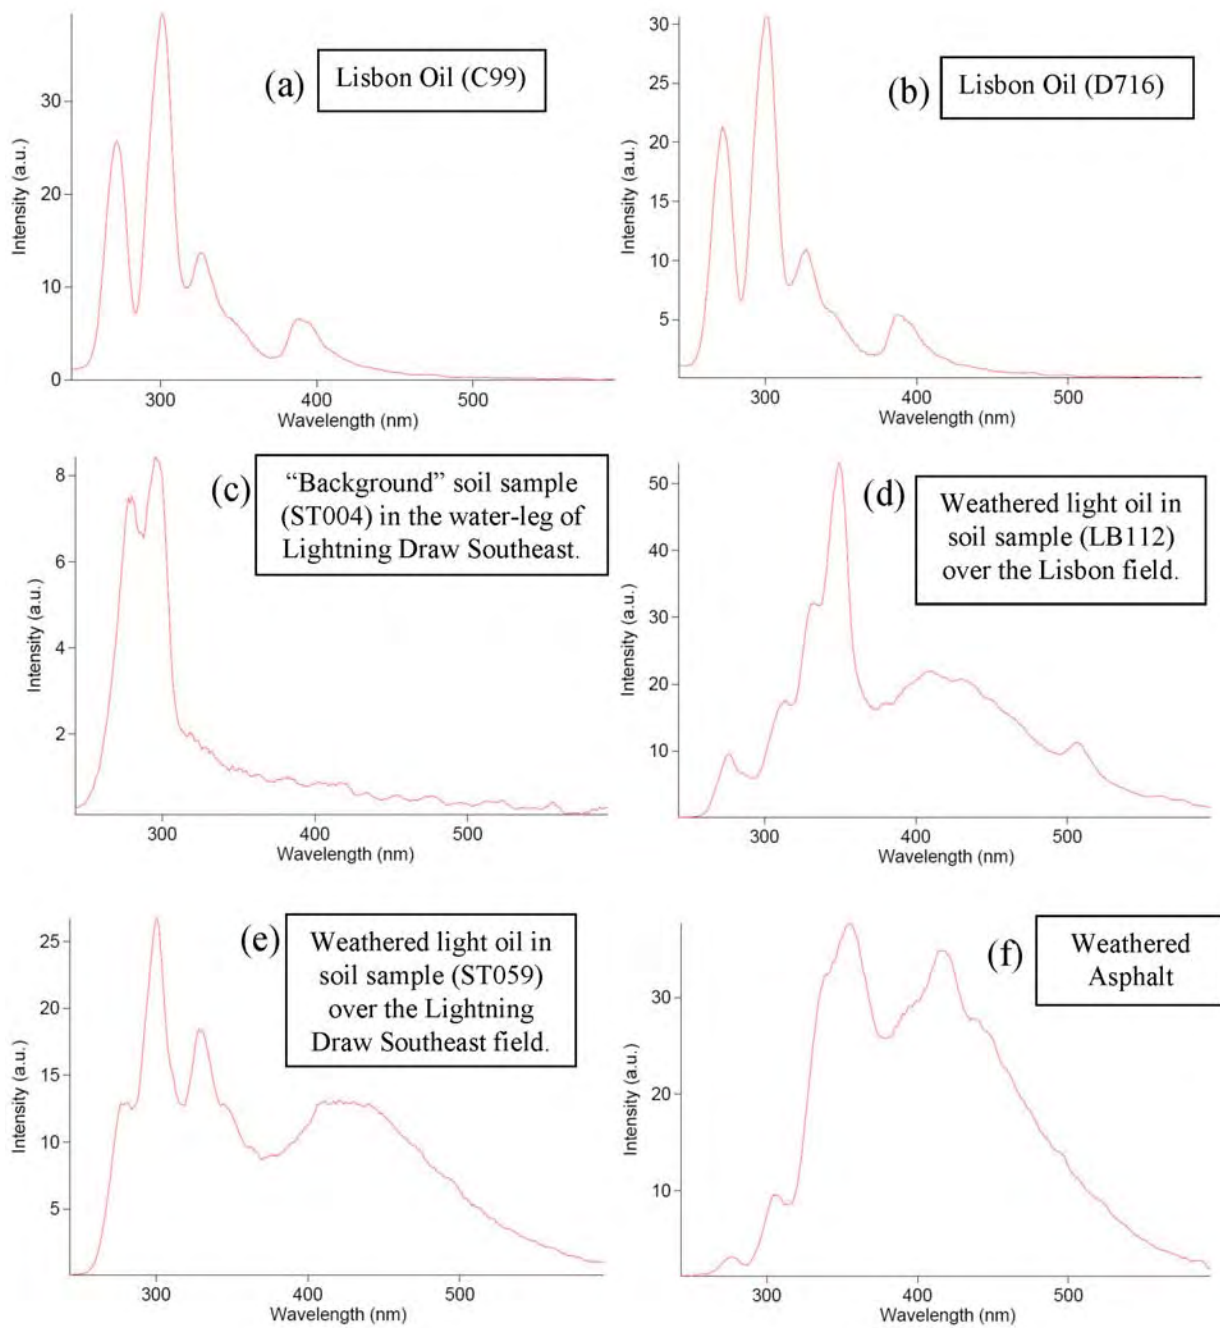 (a)
Lisbon Oil (C99)
Intensity (a.u.)
30
20
10
0
300
400
500
Wavelength (nm)
(b)
Lisbon Oil (D716)
Intensity (a.u.)
30
25
20
15
10
5
300
400
500
Wavelength (nm)
(c)
“Background” soil sample
(ST004) in the water-leg of
Lightning Draw Southeast.
Intensity (a.u.)
8
6
4
2
300
400
500
Wavelength (nm)
(d)
Weathered light oil in
soil sample (LB112)
over the Lisbon field.
Intensity (a.u.)
50
40
30
20
10
300
400
500
Wavelength (nm)
(e)
Weathered light oil in
soil sample (ST059)
over the Lightning
Draw Southeast field.
Intensity (a.u.)
25
20
15
10
5
300
400
500
Wavelength (nm)
(f)
Weathered
Asphalt
Intensity (a.u.)
30
20
10
300
400
500
Wavelength (nm)